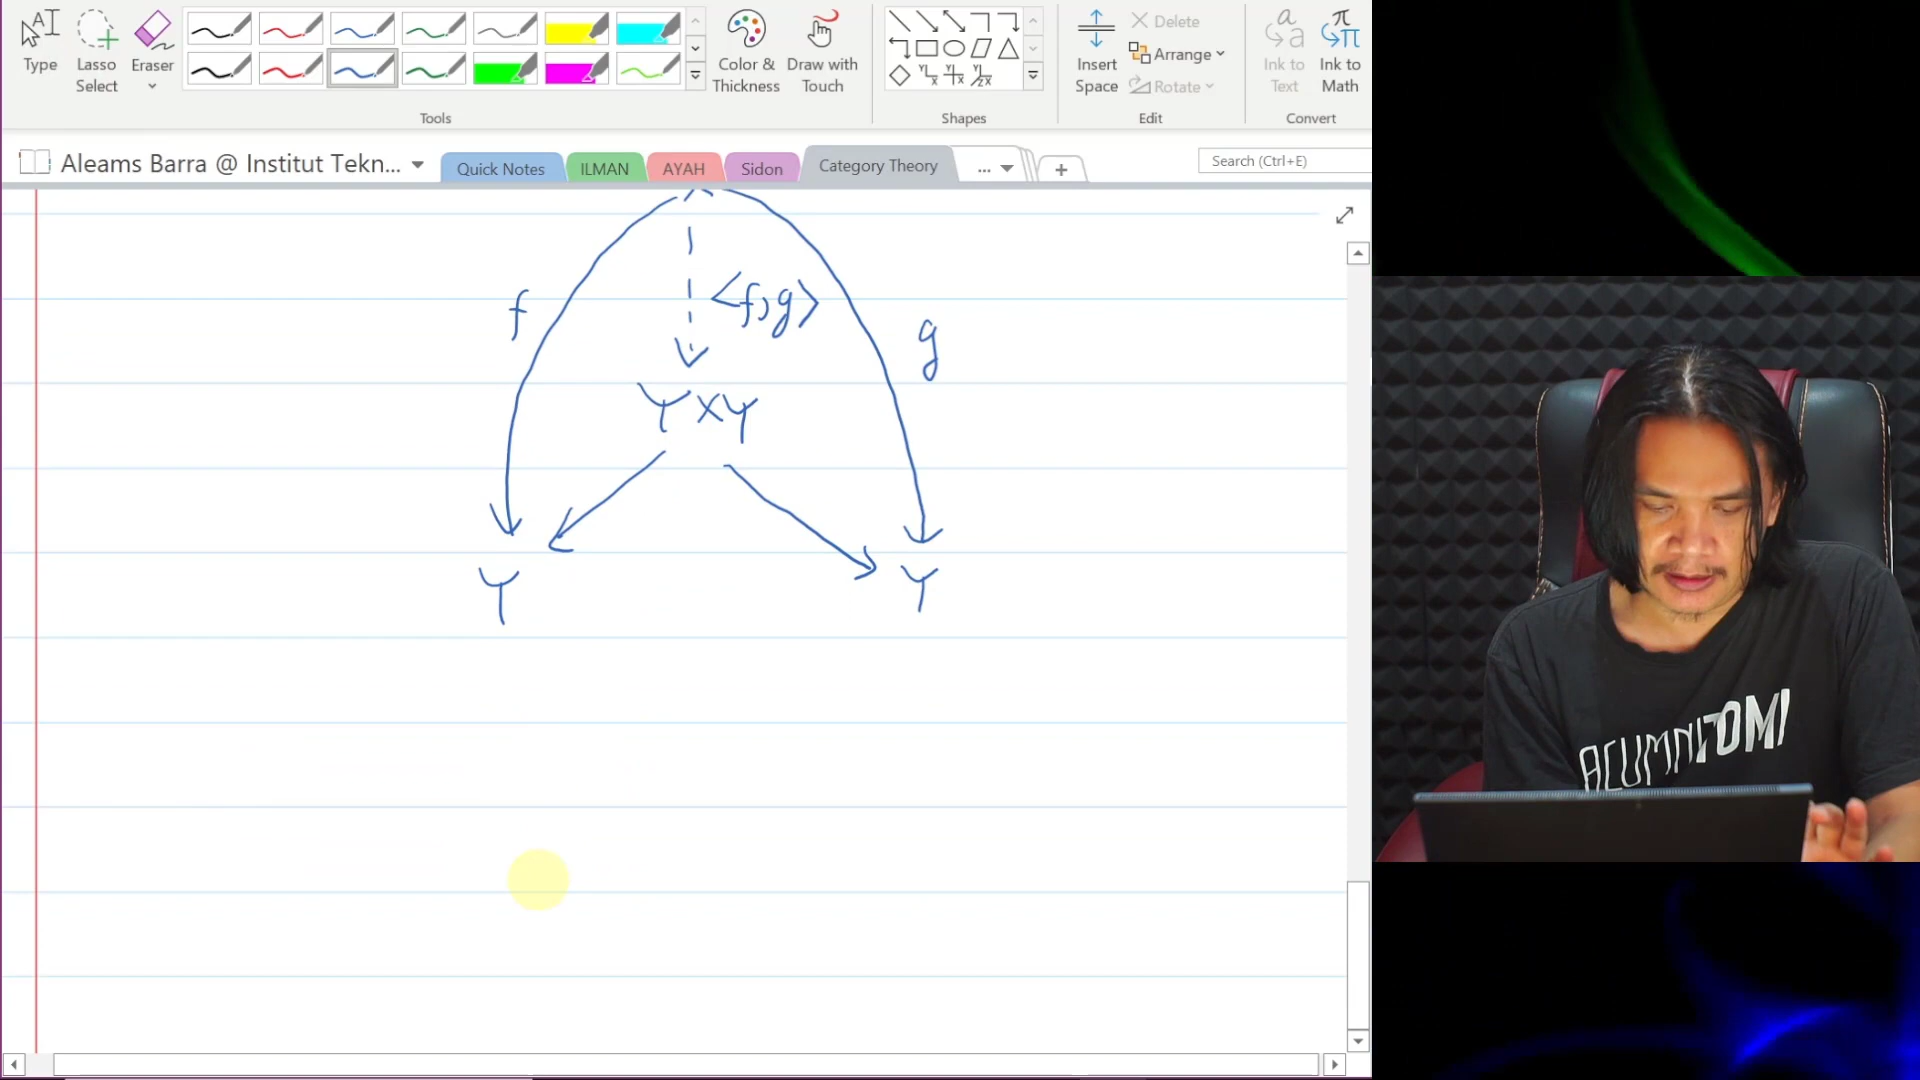 Type
Lasso Select
Eraser
Color & Thickness
Draw with Touch
Insert Space
Delete
Arrange
Rotate
Ink to Text
Ink to Math
Tools
Shapes
Edit
Convert
Aleams Barra @ Institut Tekn...
Quick Notes
ILMAN
AYAH
Sidon
Category Theory
...
Search (Ctrl+E)
f
<f,g>
g
Y×Y
Y
Y